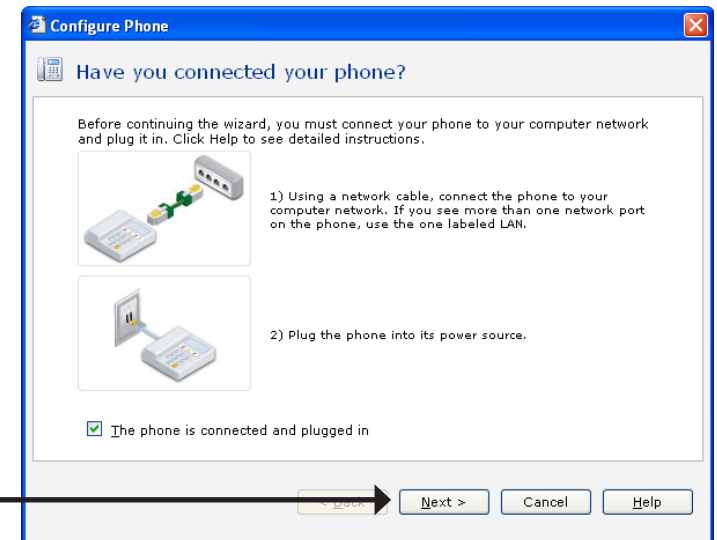 Configure Phone
Have you connected your phone?
Before continuing the wizard, you must connect your phone to your computer network
and plug it in. Click Help to see detailed instructions.
1) Using a network cable, connect the phone to your
computer network. If you see more than one network port
on the phone, use the one labeled LAN.
2) Plug the phone into its power source.
The phone is connected and plugged in
< Back Next > Cancel Help